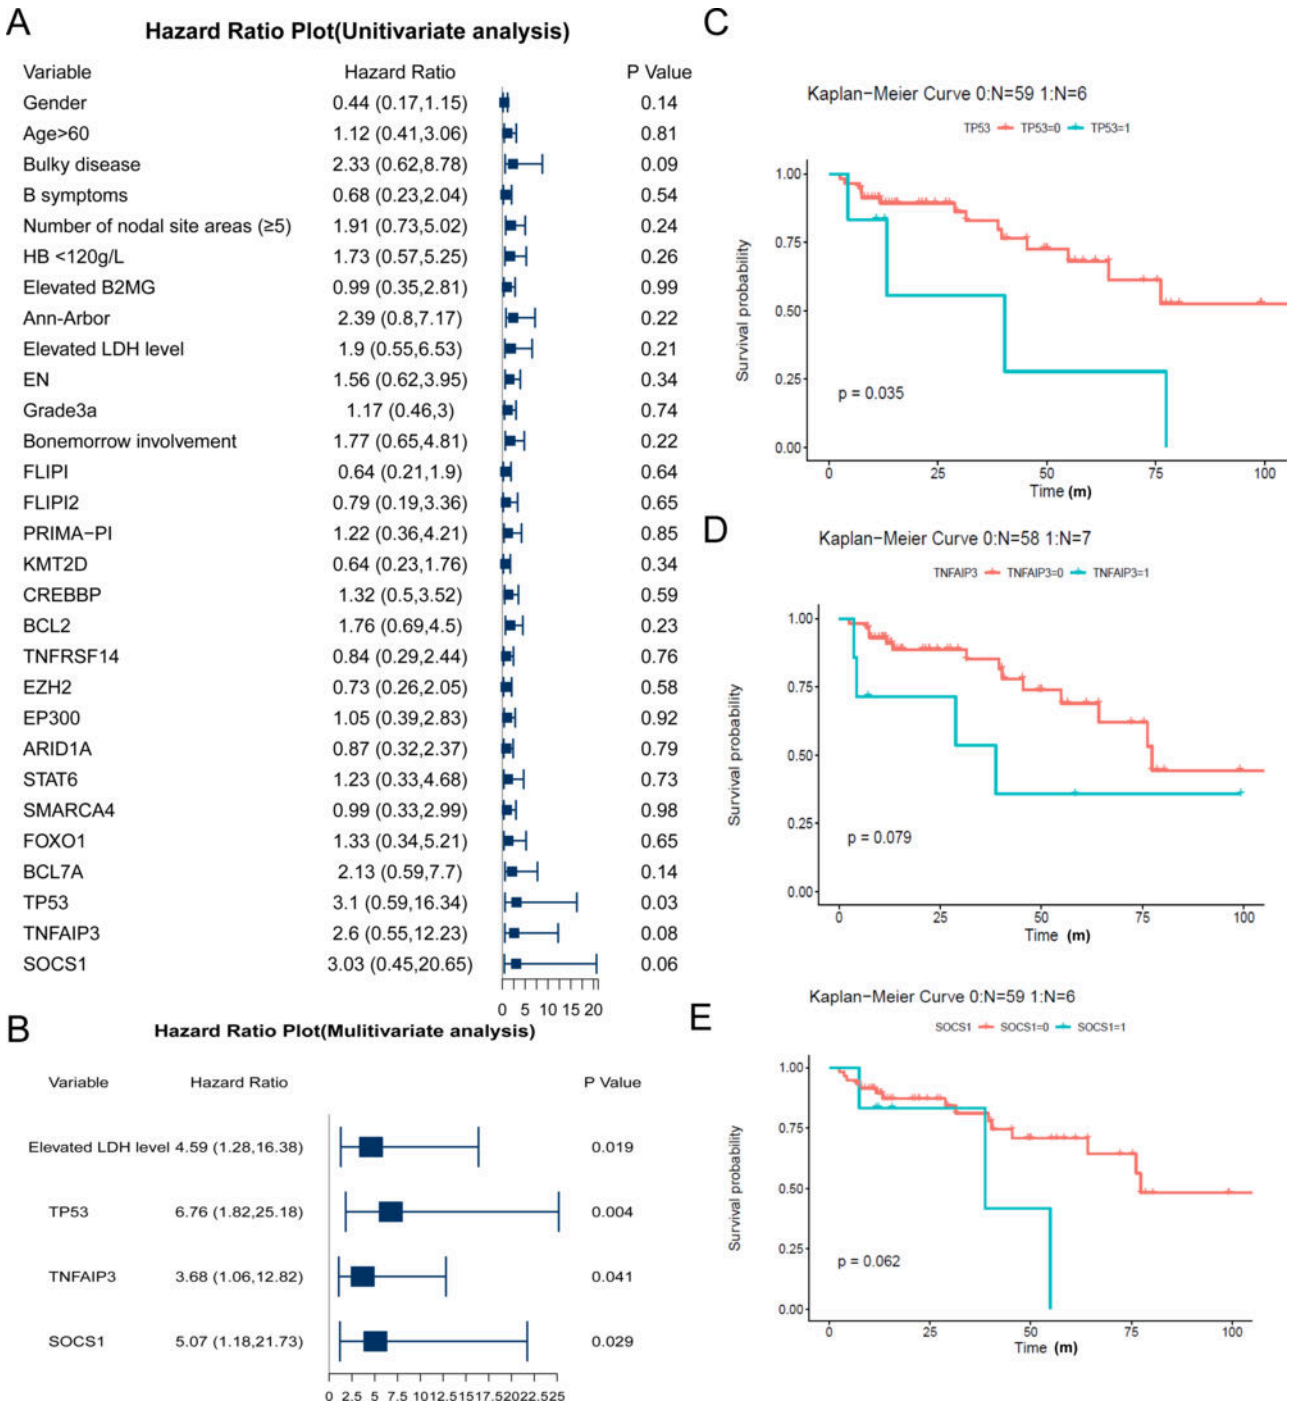 A
Hazard Ratio Plot(Unitivariate analysis)
Variable Hazard Ratio P Value
Gender 0.44 (0.17,1.15) 0.14
Age>60 1.12 (0.41,3.06) 0.81
Bulky disease 2.33 (0.62,8.78) 0.09
B symptoms 0.68 (0.23,2.04) 0.54
Number of nodal site areas (≥5) 1.91 (0.73,5.02) 0.24
HB <120g/L 1.73 (0.57,5.25) 0.26
Elevated B2MG 0.99 (0.35,2.81) 0.99
Ann-Arbor 2.39 (0.8,7.17) 0.22
Elevated LDH level 1.9 (0.55,6.53) 0.21
EN 1.56 (0.62,3.95) 0.34
Grade3a 1.17 (0.46,3) 0.74
Bonemorrow involvement 1.77 (0.65,4.81) 0.22
FLIPI 0.64 (0.21,1.9) 0.64
FLIPI2 0.79 (0.19,3.36) 0.65
PRIMA−PI 1.22 (0.36,4.21) 0.85
KMT2D 0.64 (0.23,1.76) 0.34
CREBBP 1.32 (0.5,3.52) 0.59
BCL2 1.76 (0.69,4.5) 0.23
TNFRSF14 0.84 (0.29,2.44) 0.76
EZH2 0.73 (0.26,2.05) 0.58
EP300 1.05 (0.39,2.83) 0.92
ARID1A 0.87 (0.32,2.37) 0.79
STAT6 1.23 (0.33,4.68) 0.73
SMARCA4 0.99 (0.33,2.99) 0.98
FOXO1 1.33 (0.34,5.21) 0.65
BCL7A 2.13 (0.59,7.7) 0.14
TP53 3.1 (0.59,16.34) 0.03
TNFAIP3 2.6 (0.55,12.23) 0.08
SOCS1 3.03 (0.45,20.65) 0.06
0 5 10 15 20
B
Hazard Ratio Plot(Mulitivariate analysis)
Variable Hazard Ratio P Value
Elevated LDH level 4.59 (1.28,16.38) 0.019
TP53 6.76 (1.82,25.18) 0.004
TNFAIP3 3.68 (1.06,12.82) 0.041
SOCS1 5.07 (1.18,21.73) 0.029
0 2.5 5 7.5 10 12.5 15 17.5 20 22.5 25
C
Kaplan−Meier Curve 0:N=59 1:N=6
TP53 TP53=0 TP53=1
Survival probability
1.00
0.75
0.50
0.25
0.00
p = 0.035
0 25 50 75 100
Time (m)
D
Kaplan−Meier Curve 0:N=58 1:N=7
TNFAIP3 TNFAIP3=0 TNFAIP3=1
Survival probability
1.00
0.75
0.50
0.25
0.00
p = 0.079
0 25 50 75 100
Time (m)
E
Kaplan−Meier Curve 0:N=59 1:N=6
SOCS1 SOCS1=0 SOCS1=1
Survival probability
1.00
0.75
0.50
0.25
0.00
p = 0.062
0 25 50 75 100
Time (m)